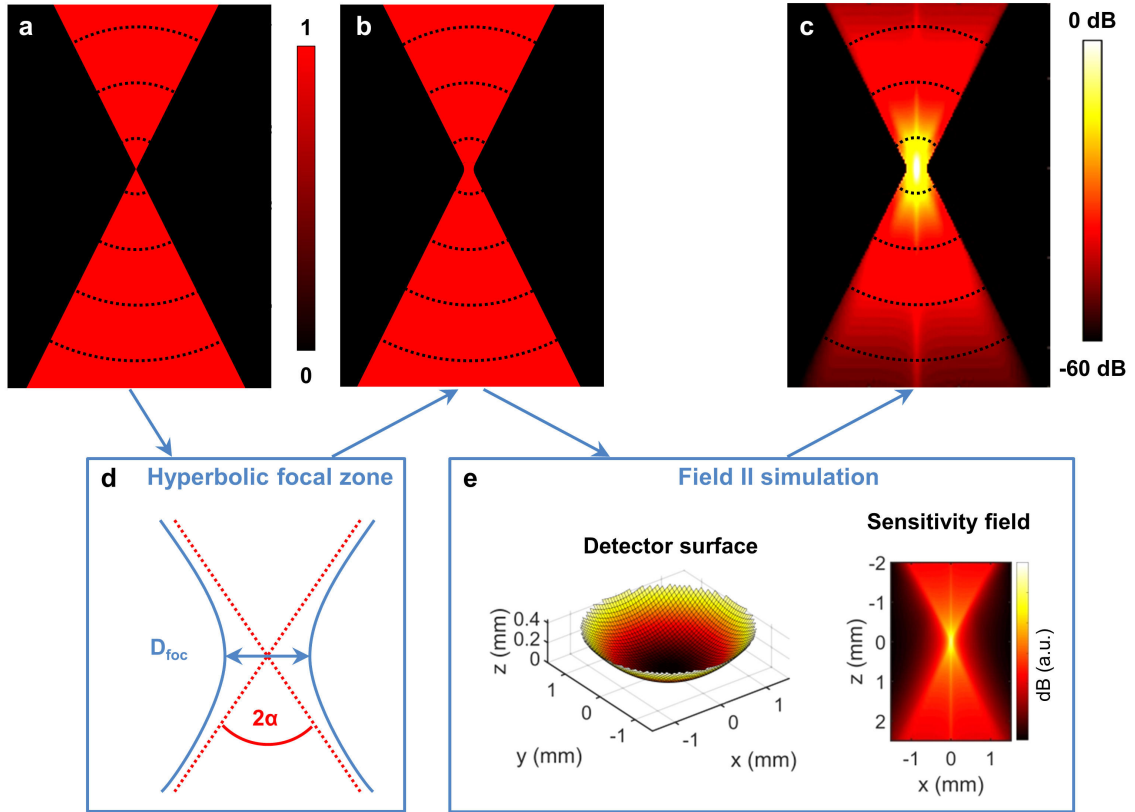 a
1
0
b
c
0 dB
-60 dB
d
Hyperbolic focal zone
D_foc
2α
e
Field II simulation
Detector surface
z (mm)
0.4
0.2
0
1
0
-1
y (mm)
-1
0
1
x (mm)
Sensitivity field
-2
-1
0
1
2
z (mm)
-1
0
1
x (mm)
dB (a.u.)